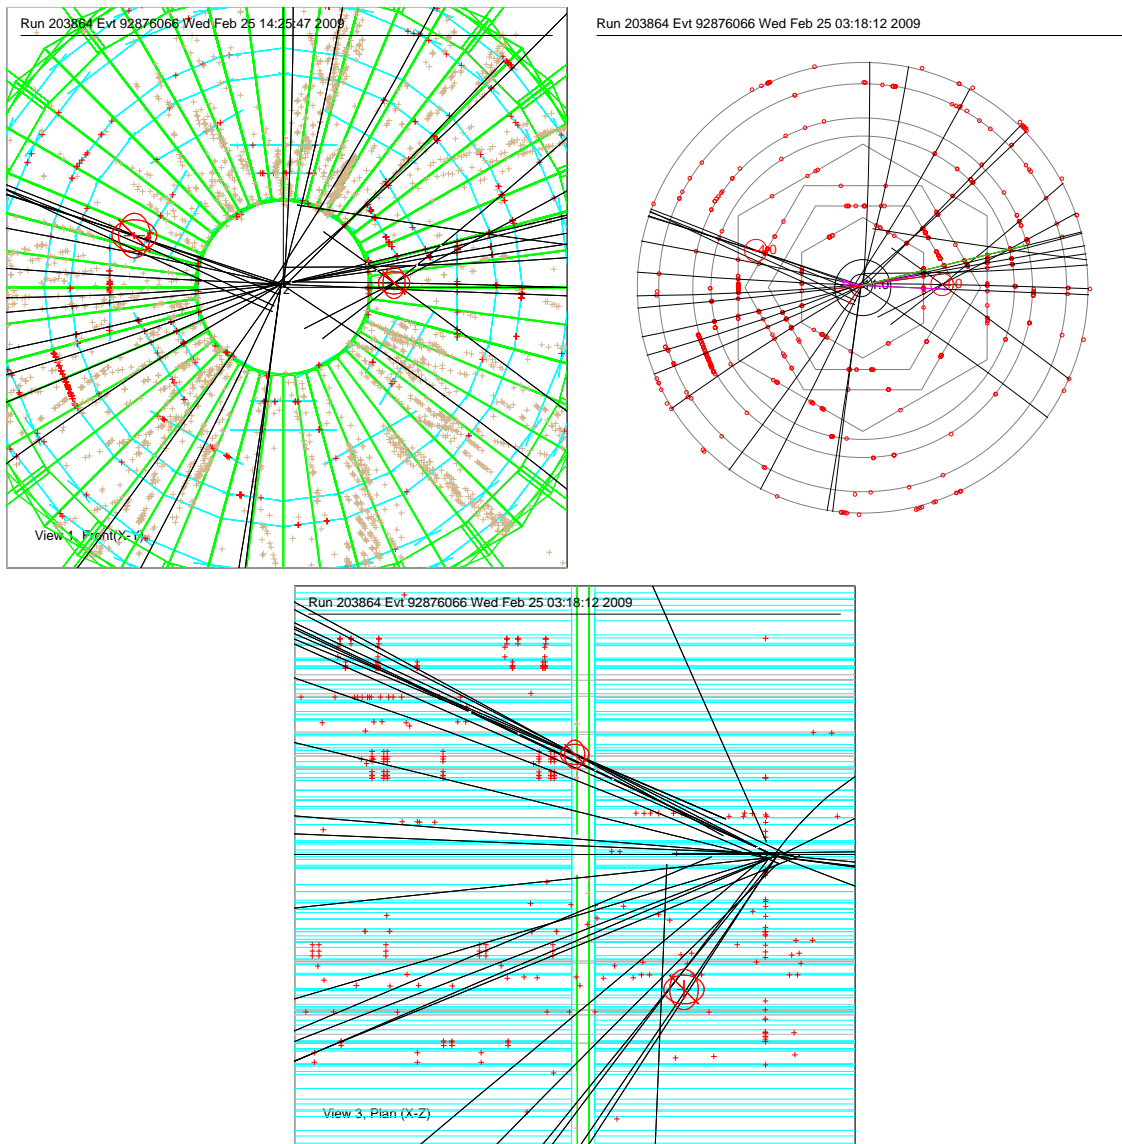 Run 203864 Evt 92876066 Wed Feb 25 14:25:47 2009
Run 203864 Evt 92876066 Wed Feb 25 03:18:12 2009
4.0
View 1, Front(X-Y)
Run 203864 Evt 92876066 Wed Feb 25 03:18:12 2009
View 3, Plan (X-Z)